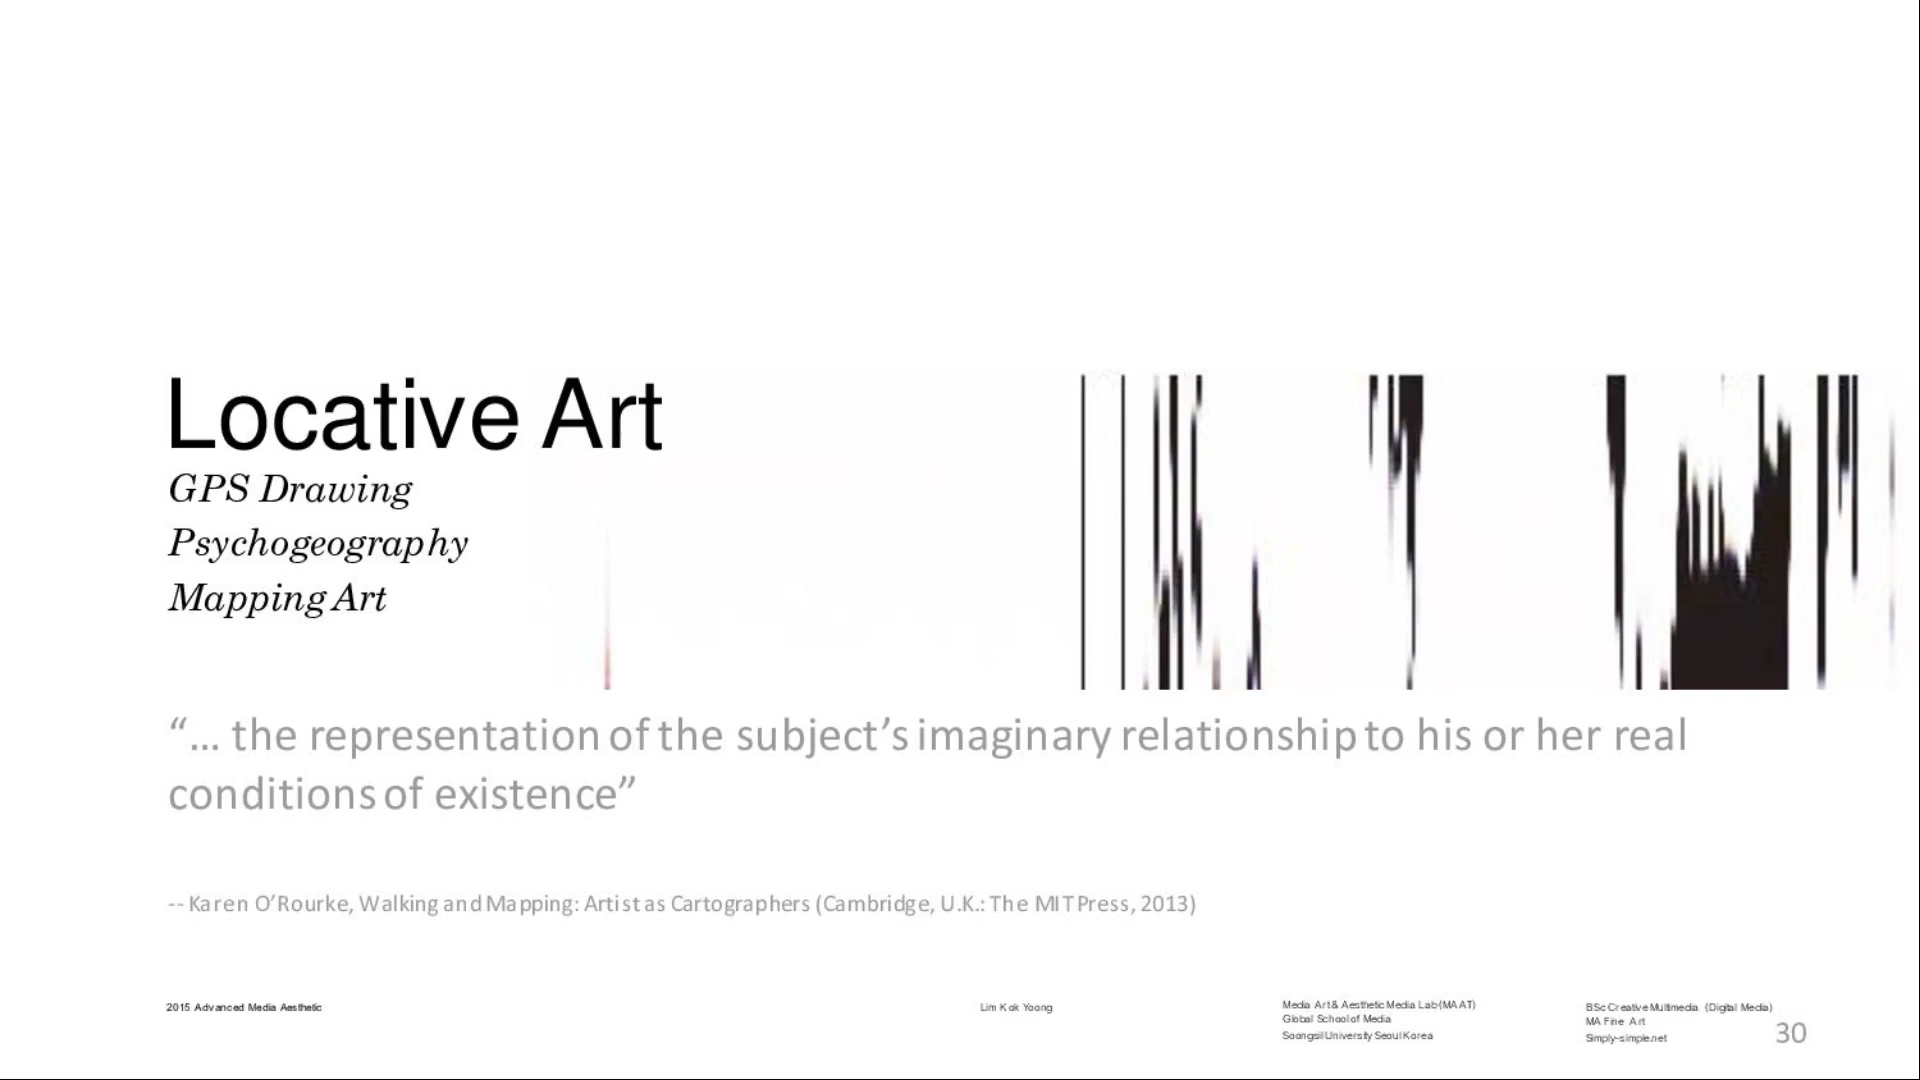 Locative Art
GPS Drawing
Psychogeography
Mapping Art
“… the representation of the subject’s imaginary relationship to his or her real
conditions of existence”
-- Karen O’Rourke, Walking and Mapping: Artist as Cartographers (Cambridge, U.K.: The MIT Press, 2013)
2015 Advanced Media Aesthetic
Lim Kok Yoong
Media Art & Aesthetic Media Lab (MAAT)
Global School of Media
Soongsil University Seoul Korea
BSc Creative Multimedia (Digital Media)
MA Fine Art
Simply-simple.net
30